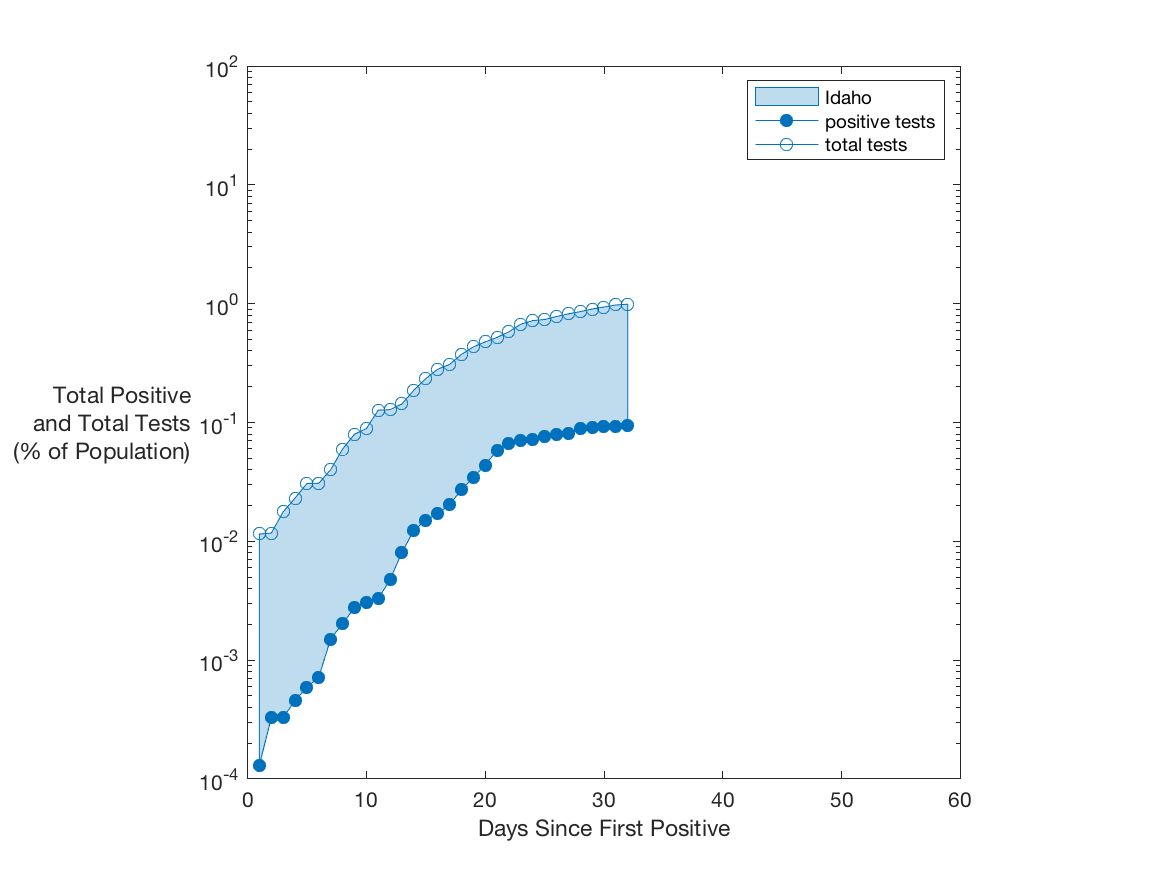 10^2
10^1
10^0
10^-1
10^-2
10^-3
10^-4
Total Positive
and Total Tests
(% of Population)
Idaho
positive tests
total tests
0 10 20 30 40 50 60
Days Since First Positive